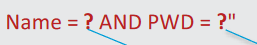 Name = ? AND PWD = ?"